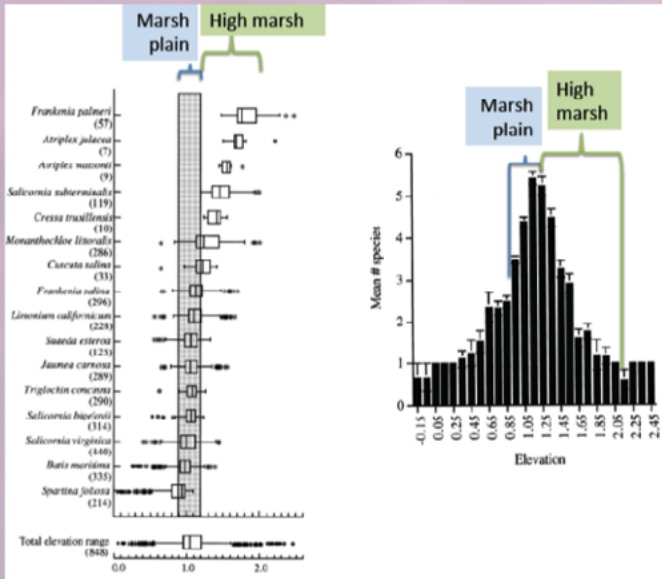 Marsh plain
High marsh
Frankenia palmeri
(57)
Atriplex julacea
(7)
Atriplex watsonii
(9)
Salicornia subterminalis
(119)
Cressa truxillensis
(10)
Monanthochloe littoralis
(286)
Cuscuta salina
(33)
Frankenia salina
(296)
Limonium californicum
(228)
Suaeda esteroa
(125)
Jaumea carnosa
(289)
Triglochin concinna
(290)
Salicornia bigelovii
(314)
Salicornia virginica
(440)
Batis maritima
(335)
Spartina foliosa
(214)
Total elevation range
(848)
0.0 1.0 2.0
Marsh plain
High marsh
Mean # species
6
5
4
3
2
1
0
-0.15 0.05 0.25 0.45 0.65 0.85 1.05 1.25 1.45 1.65 1.85 2.05 2.25 2.45
Elevation